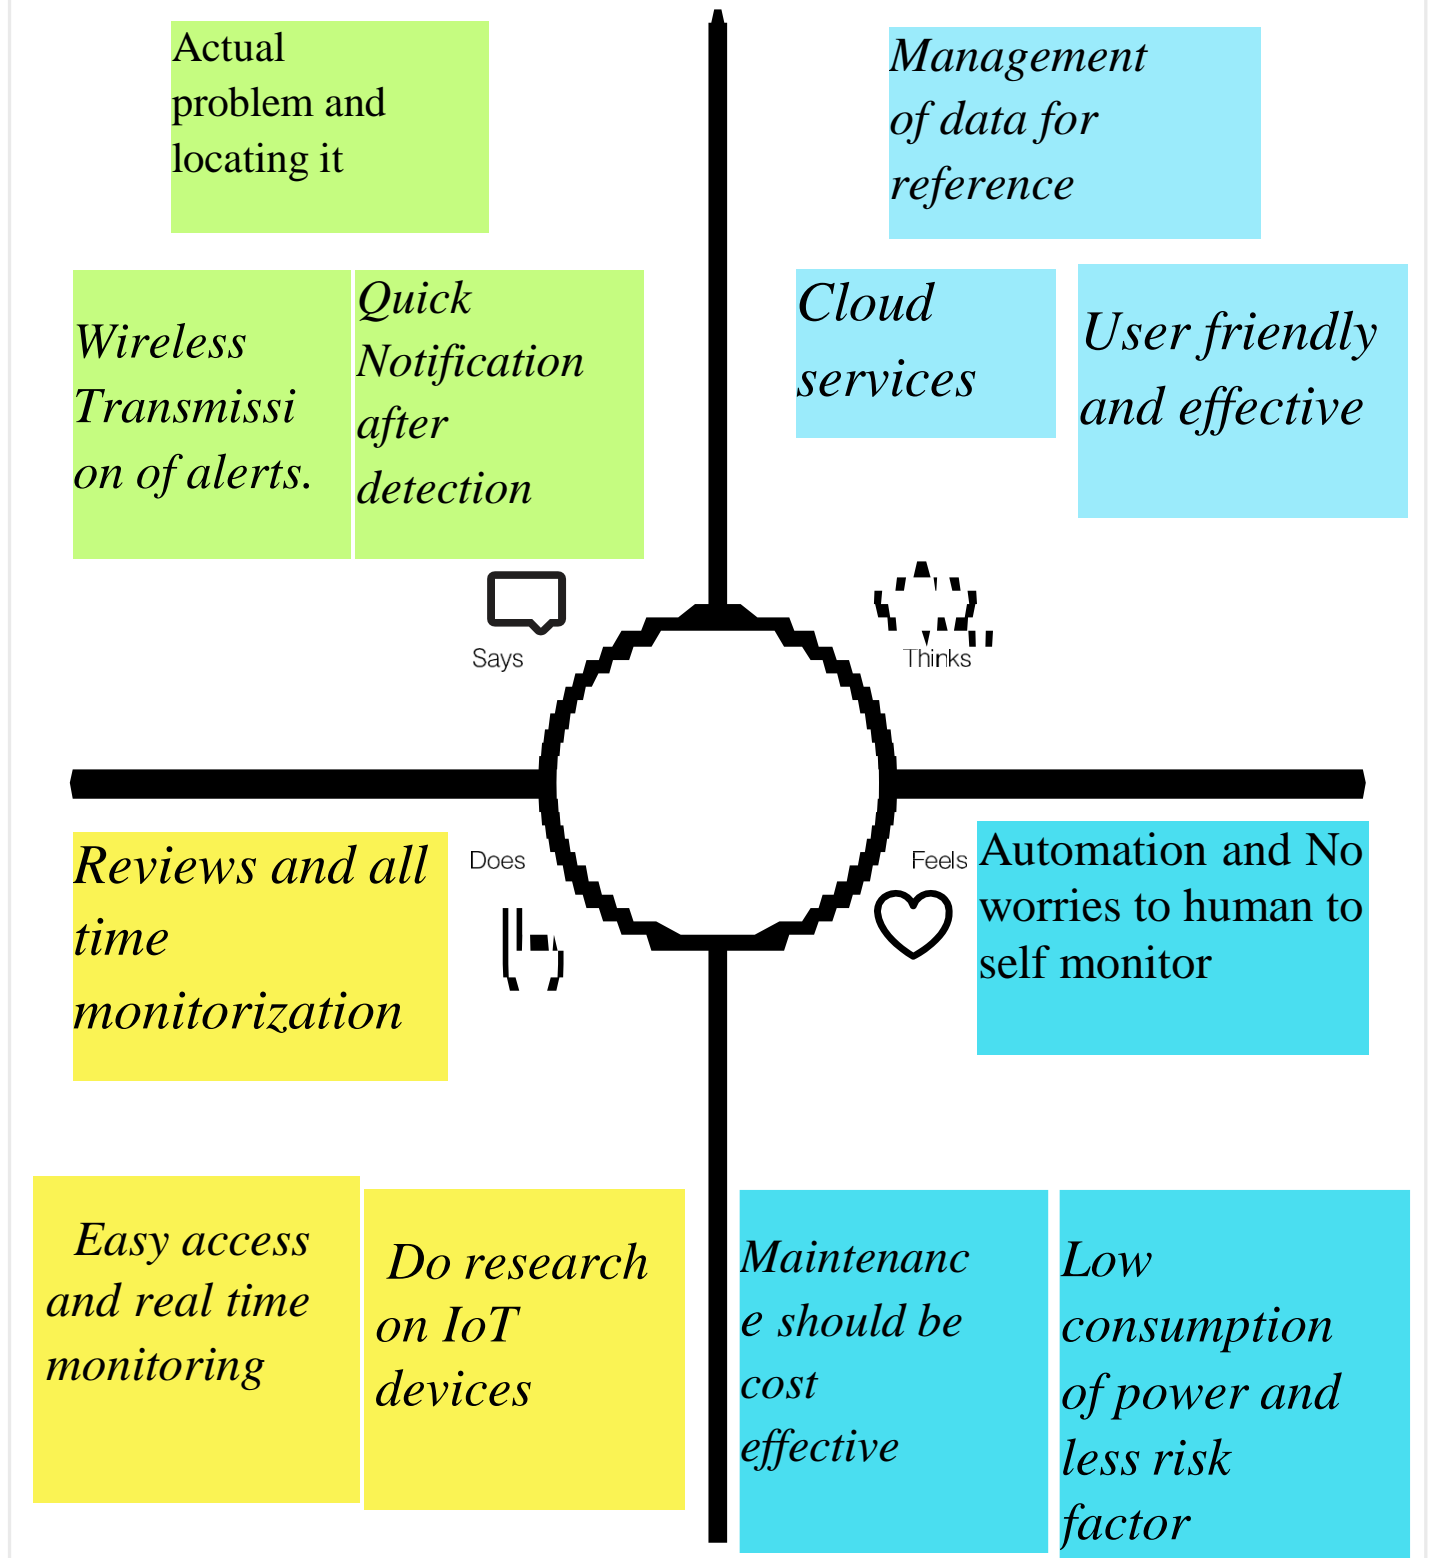 Actual
problem and
locating it
Management
of data for
reference
Wireless
Transmissi
on of alerts.
Quick
Notification
after
detection
Cloud
services
User friendly
and effective
Says
Thinks
Does
Feels
Reviews and all
time
monitorization
Automation and No
worries to human to
self monitor
Easy access
and real time
monitoring
Do research
on IoT
devices
Maintenanc
e should be
cost
effective
Low
consumption
of power and
less risk
factor